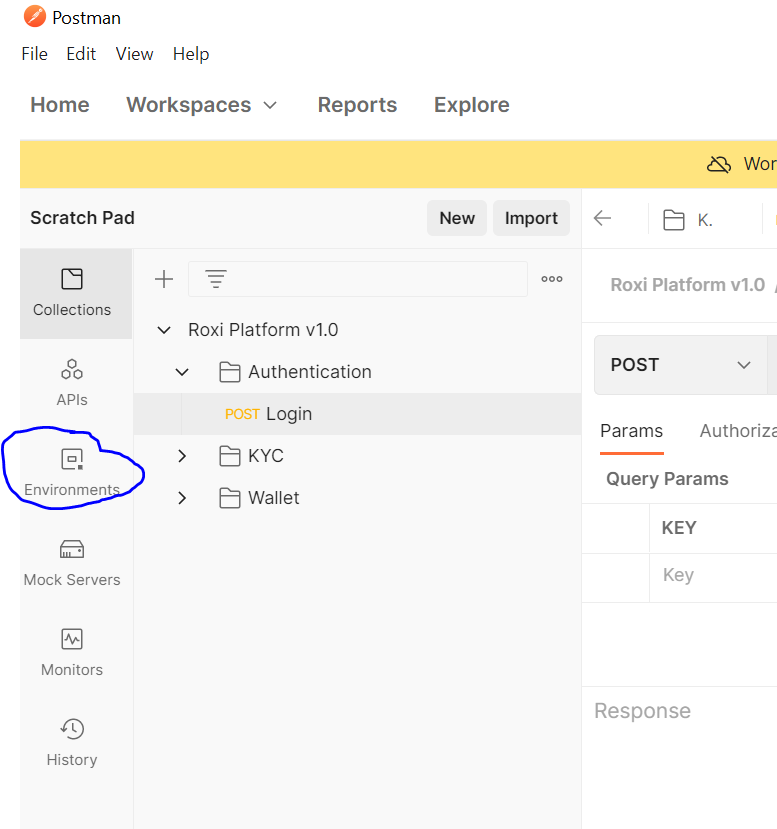 Postman
File Edit View Help
Home Workspaces Reports Explore
Scratch Pad New Import K.
Collections
APIs
Environments
Mock Servers
Monitors
History
Roxi Platform v1.0
Authentication
POST Login
KYC
Wallet
Roxi Platform v1.0 /
POST
Params
Query Params
KEY
Key
Response